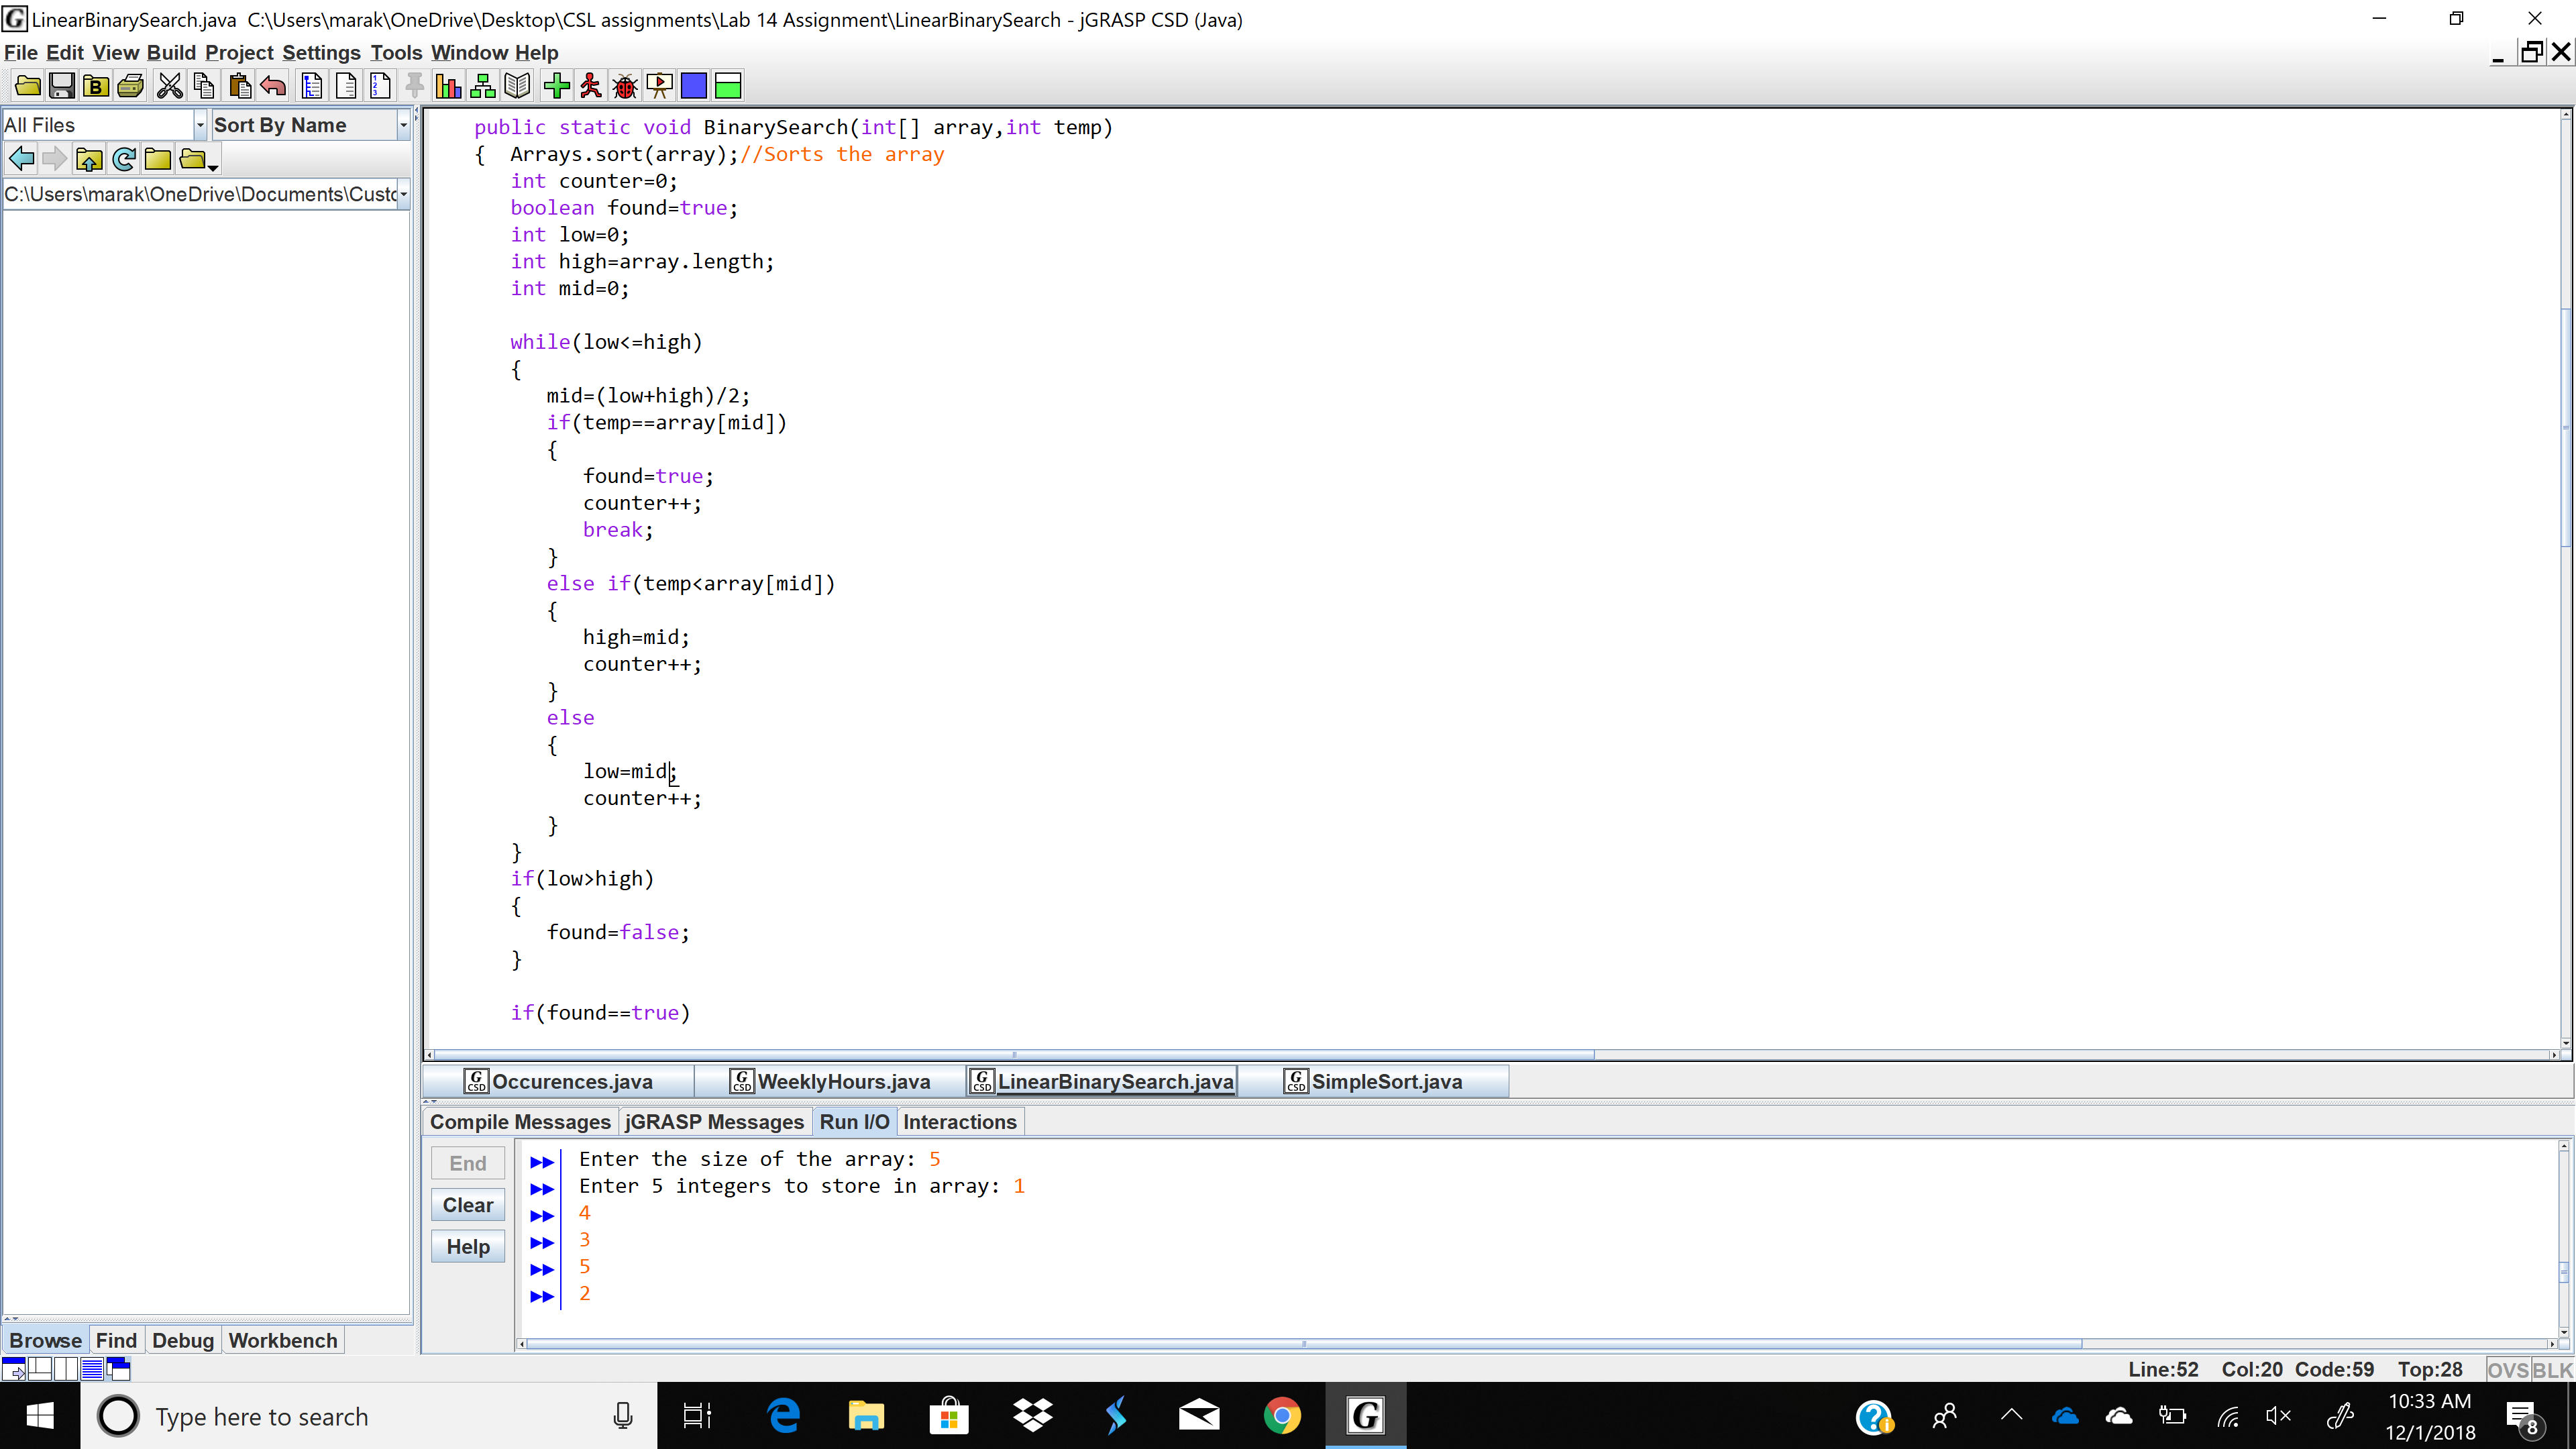 LinearBinarySearch.java  C:\Users\marak\OneDrive\Desktop\CSL assignments\Lab 14 Assignment\LinearBinarySearch - jGRASP CSD (Java)
File Edit View Build Project Settings Tools Window Help
All Files
Sort By Name
C:\Users\marak\OneDrive\Documents\Custo
public static void BinarySearch(int[] array,int temp)
{  Arrays.sort(array);//Sorts the array
int counter=0;
boolean found=true;
int low=0;
int high=array.length;
int mid=0;
while(low<=high)
{
mid=(low+high)/2;
if(temp==array[mid])
{
found=true;
counter++;
break;
}
else if(temp<array[mid])
{
high=mid;
counter++;
}
else
{
low=mid;
counter++;
}
}
if(low>high)
{
found=false;
}
if(found==true)
Occurences.java
WeeklyHours.java
LinearBinarySearch.java
SimpleSort.java
Compile Messages
jGRASP Messages
Run I/O
Interactions
End
Clear
Help
Enter the size of the array: 5
Enter 5 integers to store in array: 1
4
3
5
2
Browse
Find
Debug
Workbench
Line:52  Col:20  Code:59  Top:28  OVS BLK
Type here to search
10:33 AM
12/1/2018
8